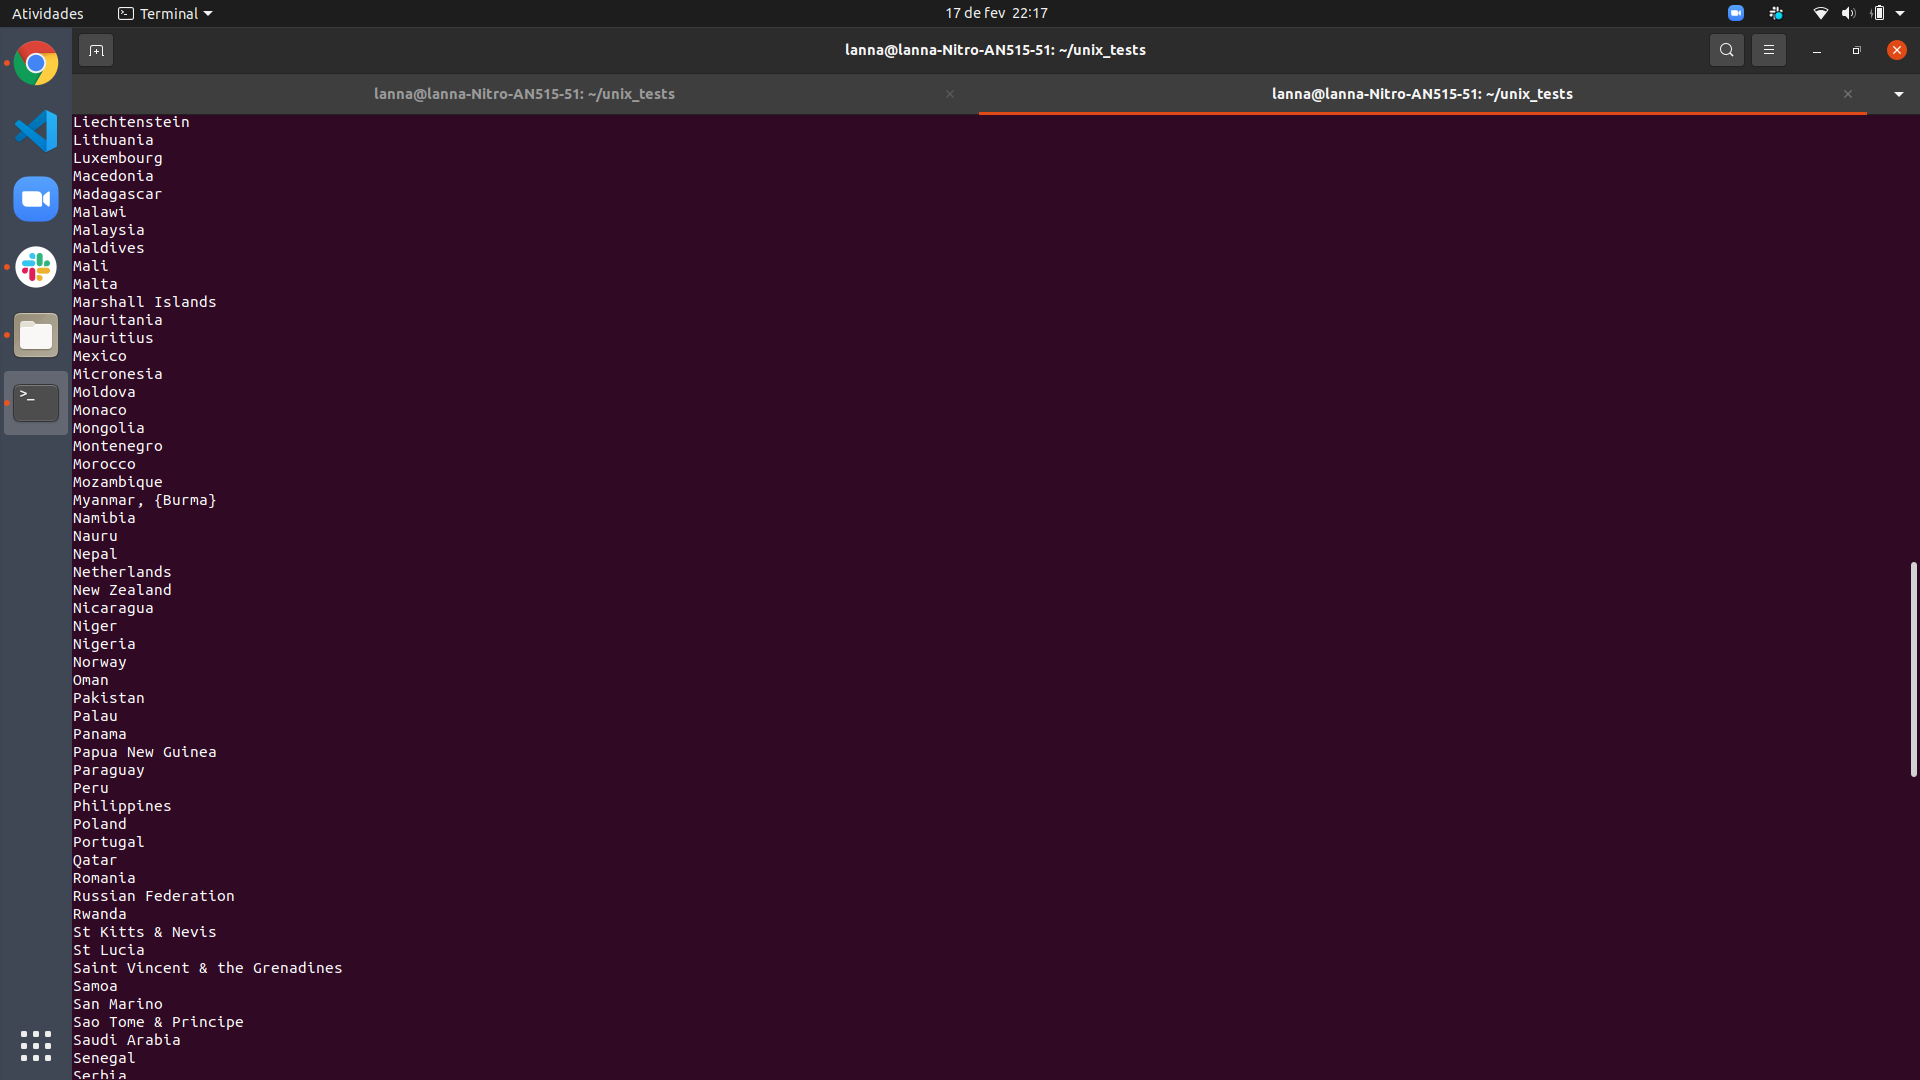 Atividades Terminal 17 de fev 22:17
lanna@lanna-Nitro-AN515-51: ~/unix_tests
lanna@lanna-Nitro-AN515-51: ~/unix_tests lanna@lanna-Nitro-AN515-51: ~/unix_tests
>_
Liechtenstein
Lithuania
Luxembourg
Macedonia
Madagascar
Malawi
Malaysia
Maldives
Mali
Malta
Marshall Islands
Mauritania
Mauritius
Mexico
Micronesia
Moldova
Monaco
Mongolia
Montenegro
Morocco
Mozambique
Myanmar, {Burma}
Namibia
Nauru
Nepal
Netherlands
New Zealand
Nicaragua
Niger
Nigeria
Norway
Oman
Pakistan
Palau
Panama
Papua New Guinea
Paraguay
Peru
Philippines
Poland
Portugal
Qatar
Romania
Russian Federation
Rwanda
St Kitts & Nevis
St Lucia
Saint Vincent & the Grenadines
Samoa
San Marino
Sao Tome & Principe
Saudi Arabia
Senegal
Serbia